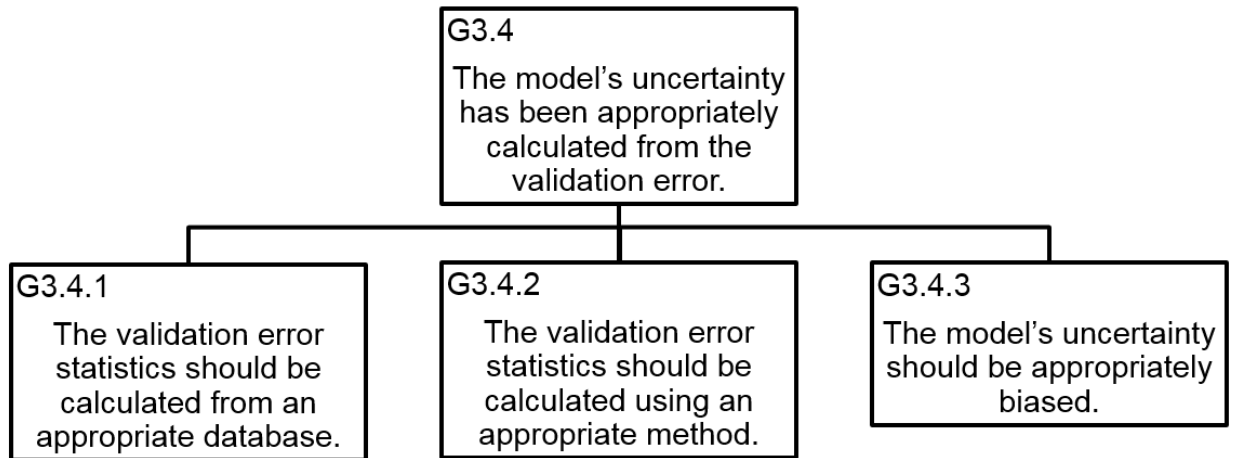 G3.4
The model’s uncertainty
has been appropriately
calculated from the
validation error.
G3.4.1
The validation error
statistics should be
calculated from an
appropriate database.
G3.4.2
The validation error
statistics should be
calculated using an
appropriate method.
G3.4.3
The model’s uncertainty
should be appropriately
biased.